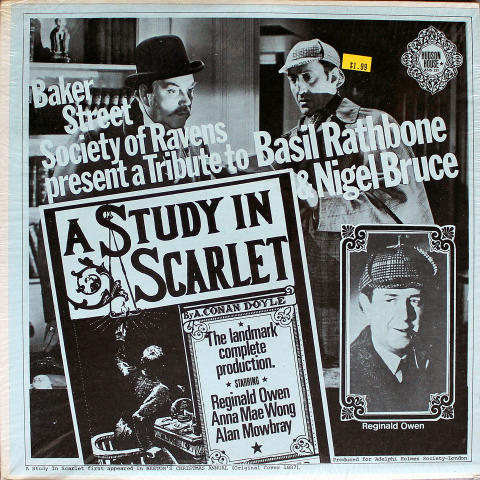 HUDSON
HOUSE
$1.99
Baker
Street
Society of Ravens
present a Tribute to Basil Rathbone
& Nigel Bruce
A STUDY IN
SCARLET
By A. CONAN DOYLE
The landmark
complete
production.
★ STARRING ★
Reginald Owen
Anna Mae Wong
Alan Mowbray
★
Reginald Owen
Produced for Adelphi Holmes Society-London
A Study In Scarlet first appeared in BEETON'S CHRISTMAS ANNUAL (Original Cover 1887).